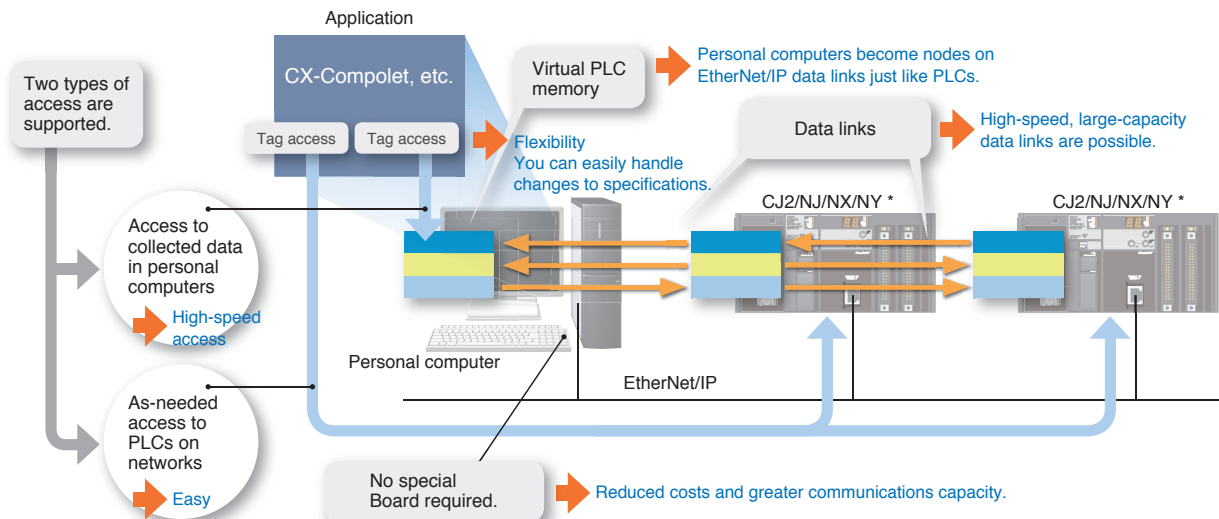 Application
CX-Compolet, etc.
Tag access
Tag access
Two types of
access are
supported.
Virtual PLC
memory
Personal computers become nodes on
EtherNet/IP data links just like PLCs.
Flexibility
You can easily handle
changes to specifications.
Data links
High-speed, large-capacity
data links are possible.
CJ2/NJ/NX/NY *
CJ2/NJ/NX/NY *
Access to
collected data
in personal
computers
High-speed
access
Personal computer
EtherNet/IP
As-needed
access to
PLCs on
networks
Easy
No special
Board required.
Reduced costs and greater communications capacity.